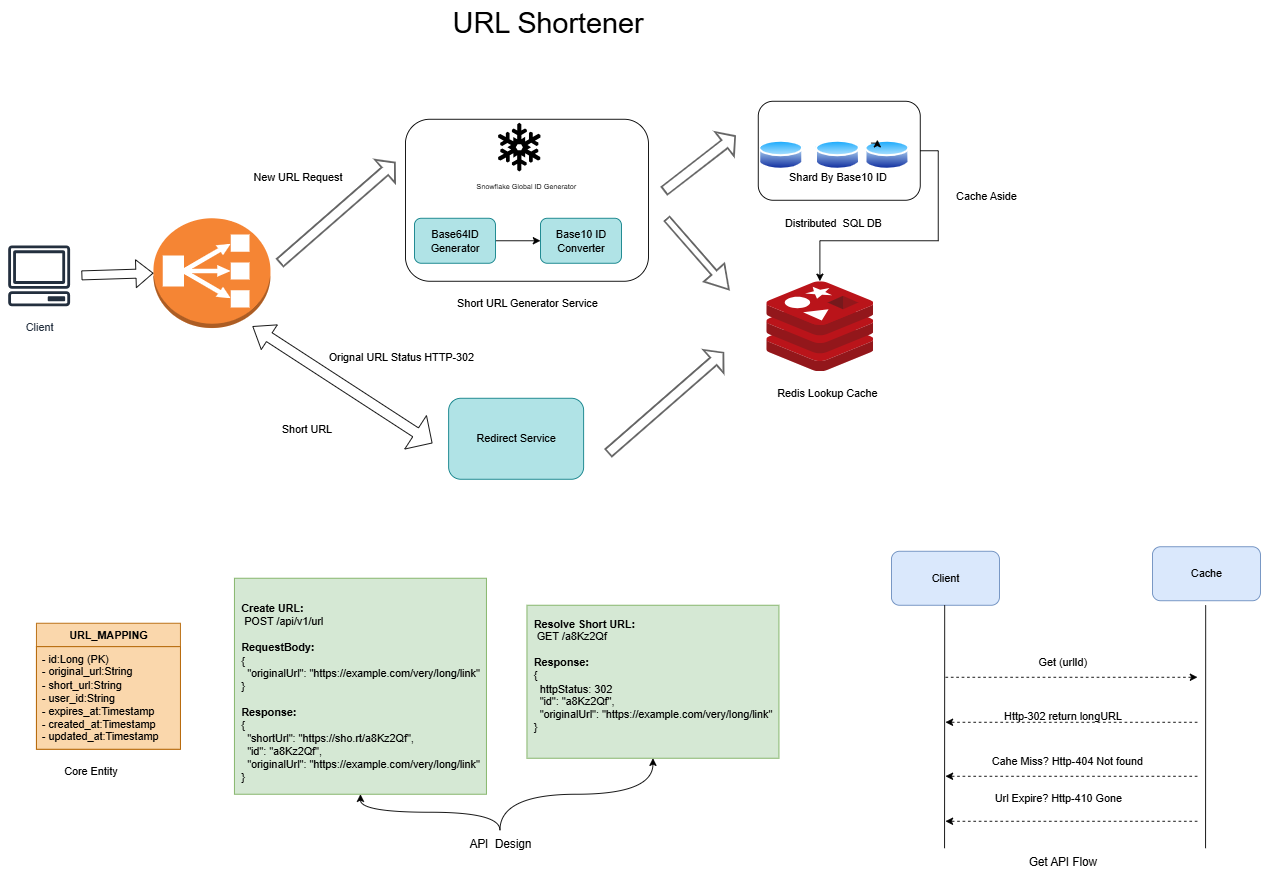 URL Shortener
New URL Request
Snowflake Global ID Generator
Base64ID
Generator
Base10 ID
Converter
Short URL Generator Service
Shard By Base10 ID
Distributed SQL DB
Cache Aside
Client
Orignal URL Status HTTP-302
Short URL
Redirect Service
Redis Lookup Cache
URL_MAPPING
- id:Long (PK)
- original_url:String
- short_url:String
- user_id:String
- expires_at:Timestamp
- created_at:Timestamp
- updated_at:Timestamp
Core Entity
Create URL:
POST /api/v1/url
RequestBody:
{
"originalUrl": "https://example.com/very/long/link"
}
Response:
{
"shortUrl": "https://sho.rt/a8Kz2Qf",
"id": "a8Kz2Qf",
"originalUrl": "https://example.com/very/long/link"
}
Resolve Short URL:
GET /a8Kz2Qf
Response:
{
httpStatus: 302
"id": "a8Kz2Qf",
"originalUrl": "https://example.com/very/long/link"
}
API Design
Client
Cache
Get (urlId)
Http-302 return longURL
Cahe Miss? Http-404 Not found
Url Expire? Http-410 Gone
Get API Flow